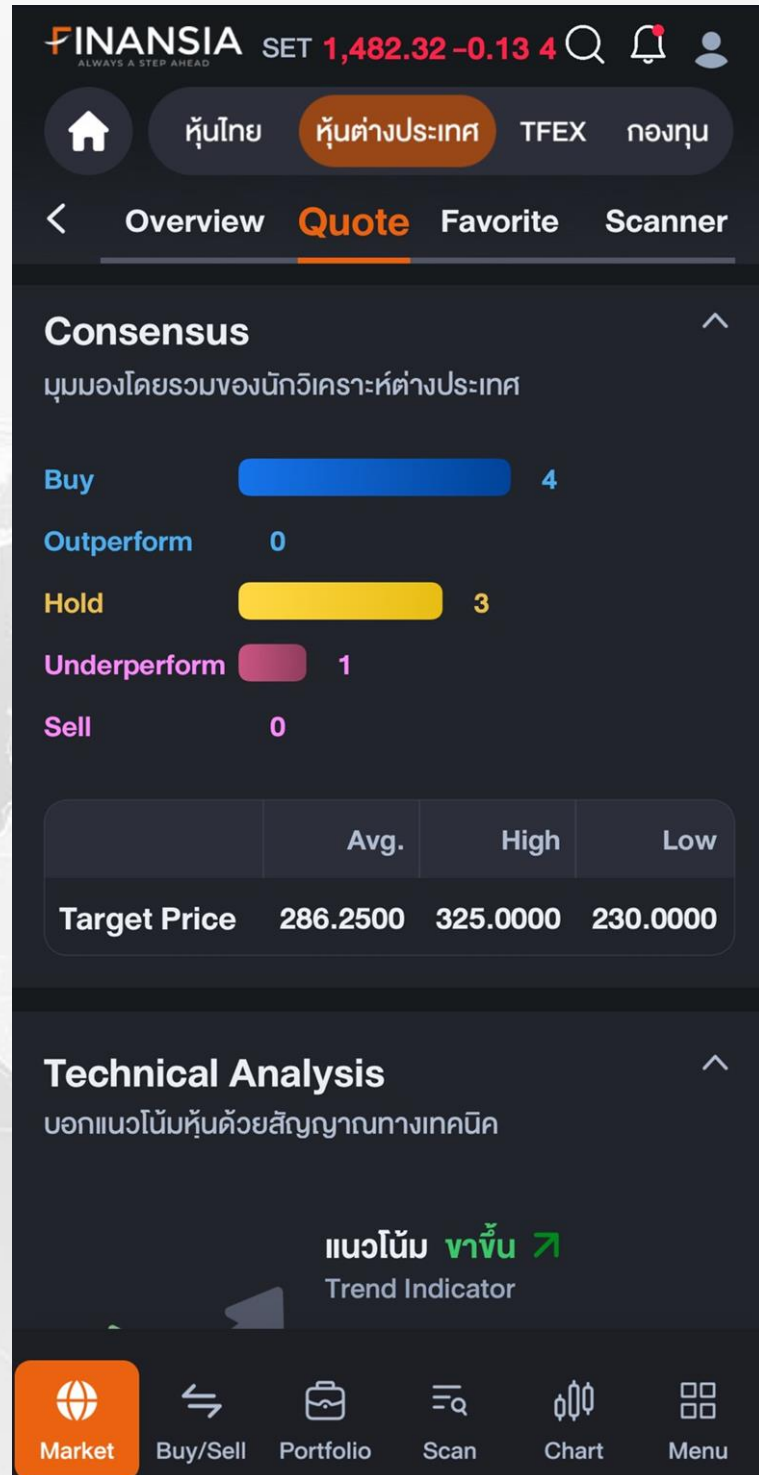 FINANSIA SET 1,482.32 -0.13 4
ALWAYS A STEP AHEAD
หุ้นไทย หุ้นต่างประเทศ TFEX กองทุน
Overview Quote Favorite Scanner
Consensus
มุมมองโดยรวมของนักวิเคราะห์ต่างประเทศ
Buy 4
Outperform 0
Hold 3
Underperform 1
Sell 0
Avg. High Low
Target Price 286.2500 325.0000 230.0000
Technical Analysis
บอกแนวโน้มหุ้นด้วยสัญญาณทางเทคนิค
แนวโน้ม ขาขึ้น
Trend Indicator
Market Buy/Sell Portfolio Scan Chart Menu